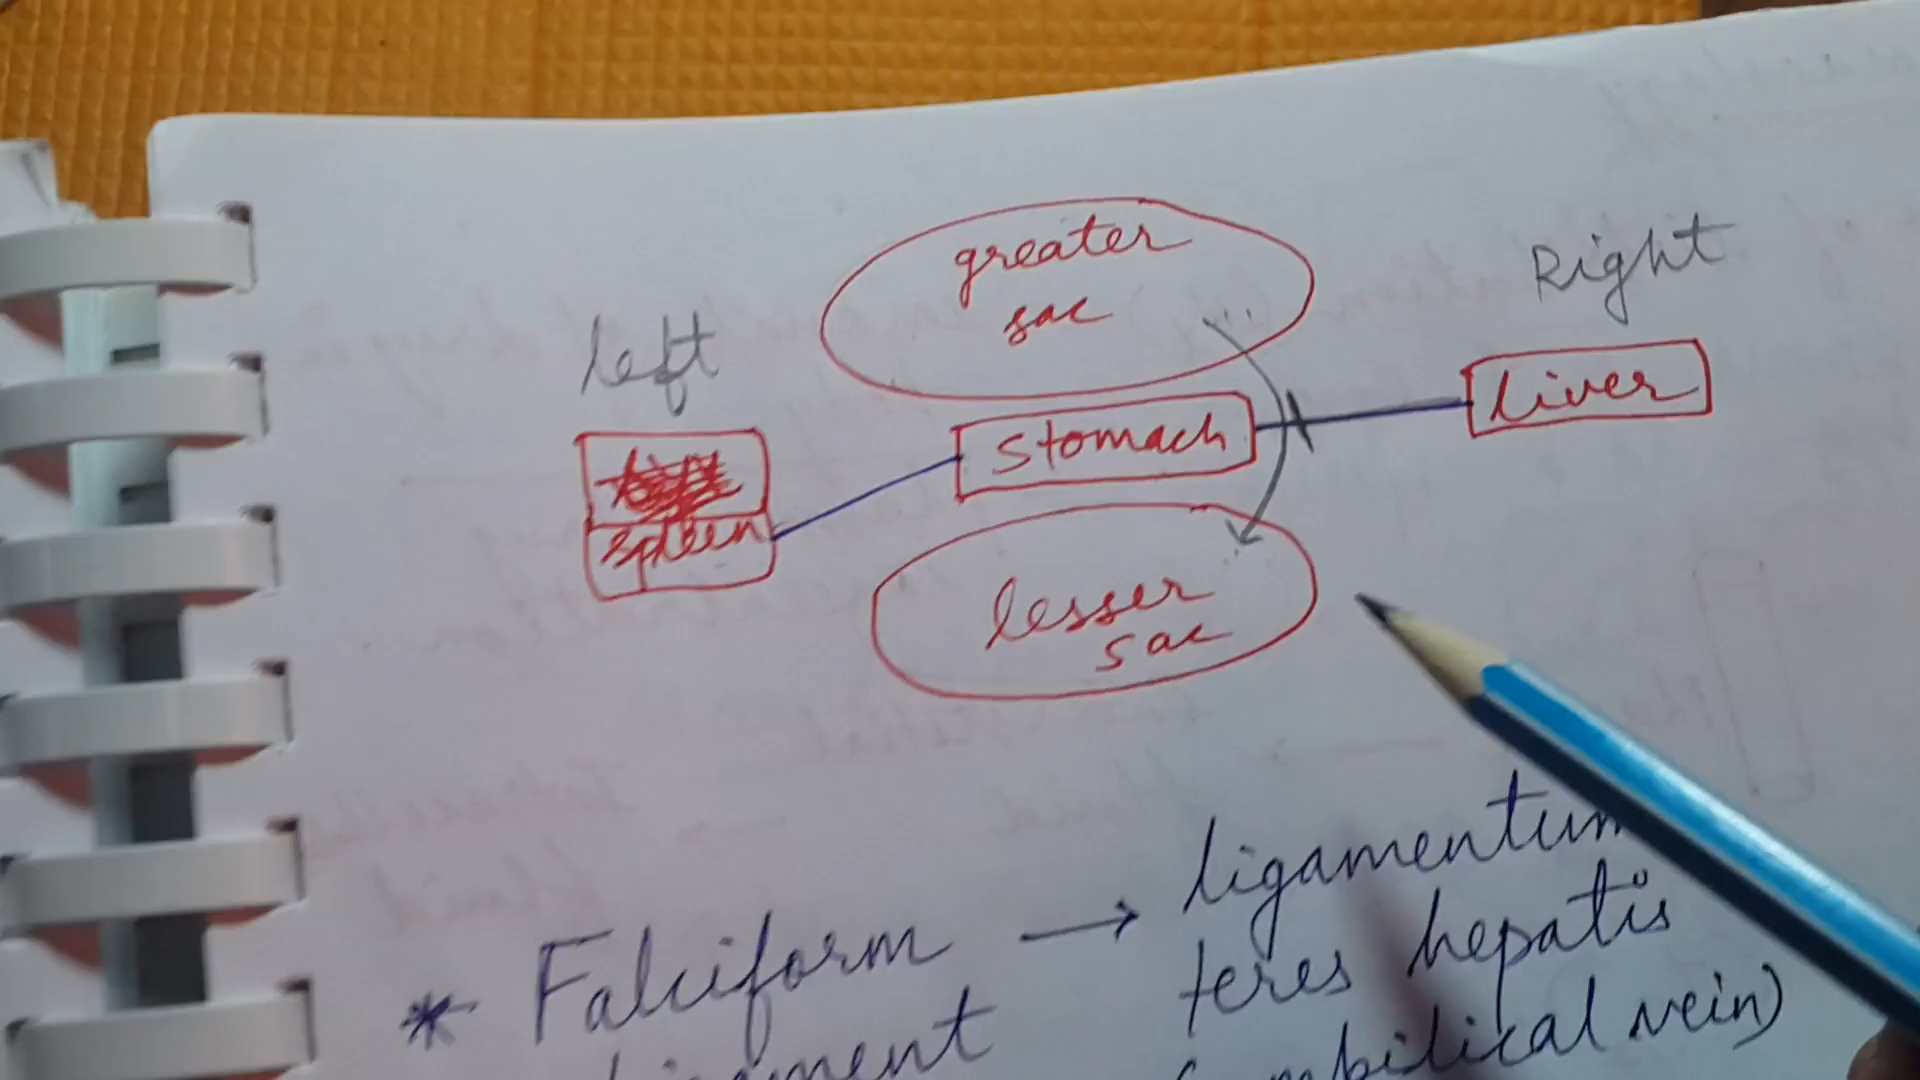 greater
sac
Right
left
Liver
Stomach
spleen
lesser
sac
* Falciform → ligamentum
teres hepatis
vein)